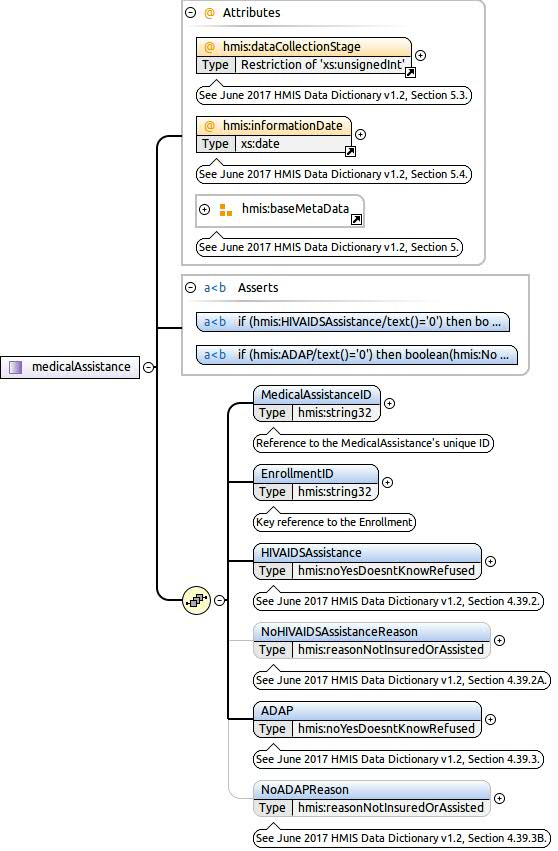 @ Attributes
@ hmis:dataCollectionStage
Type Restriction of 'xs:unsignedInt'
See June 2017 HMIS Data Dictionary v1.2, Section 5.3.
@ hmis:informationDate
Type xs:date
See June 2017 HMIS Data Dictionary v1.2, Section 5.4.
hmis:baseMetaData
See June 2017 HMIS Data Dictionary v1.2, Section 5.
a<b Asserts
a<b if (hmis:HIVAIDSAssistance/text()='0') then bo ...
a<b if (hmis:ADAP/text()='0') then boolean(hmis:No ...
medicalAssistance
MedicalAssistanceID
Type hmis:string32
Reference to the MedicalAssistance's unique ID
EnrollmentID
Type hmis:string32
Key reference to the Enrollment
HIVAIDSAssistance
Type hmis:noYesDoesntKnowRefused
See June 2017 HMIS Data Dictionary v1.2, Section 4.39.2.
NoHIVAIDSAssistanceReason
Type hmis:reasonNotInsuredOrAssisted
See June 2017 HMIS Data Dictionary v1.2, Section 4.39.2A.
ADAP
Type hmis:noYesDoesntKnowRefused
See June 2017 HMIS Data Dictionary v1.2, Section 4.39.3.
NoADAPReason
Type hmis:reasonNotInsuredOrAssisted
See June 2017 HMIS Data Dictionary v1.2, Section 4.39.3B.